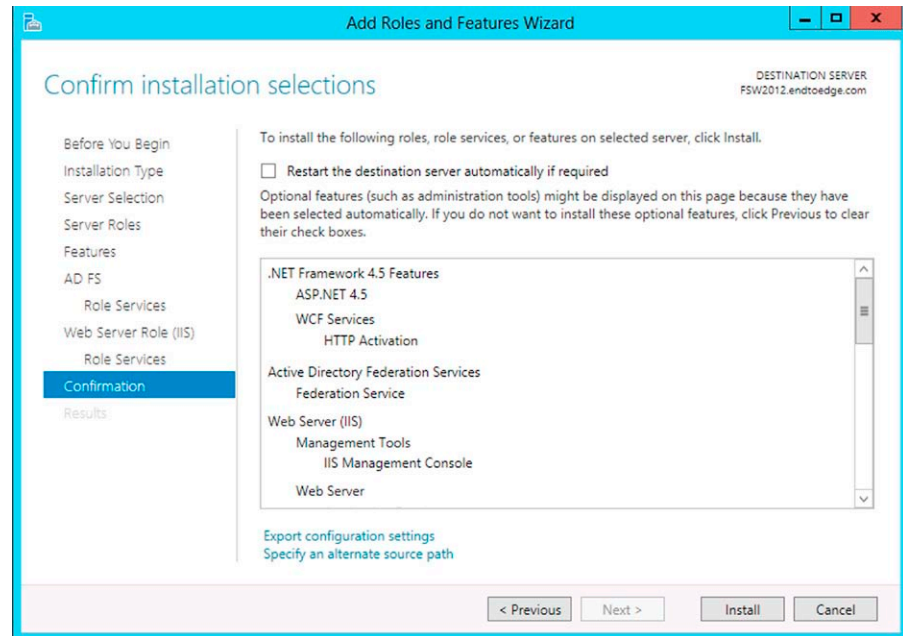 Add Roles and Features Wizard
Confirm installation selections
DESTINATION SERVER
FSW2012.endtoedge.com
Before You Begin
Installation Type
Server Selection
Server Roles
Features
AD FS
Role Services
Web Server Role (IIS)
Role Services
Confirmation
Results
To install the following roles, role services, or features on selected server, click Install.
Restart the destination server automatically if required
Optional features (such as administration tools) might be displayed on this page because they have
been selected automatically. If you do not want to install these optional features, click Previous to clear
their check boxes.
.NET Framework 4.5 Features
ASP.NET 4.5
WCF Services
HTTP Activation
Active Directory Federation Services
Federation Service
Web Server (IIS)
Management Tools
IIS Management Console
Web Server
Export configuration settings
Specify an alternate source path
< Previous
Next >
Install
Cancel